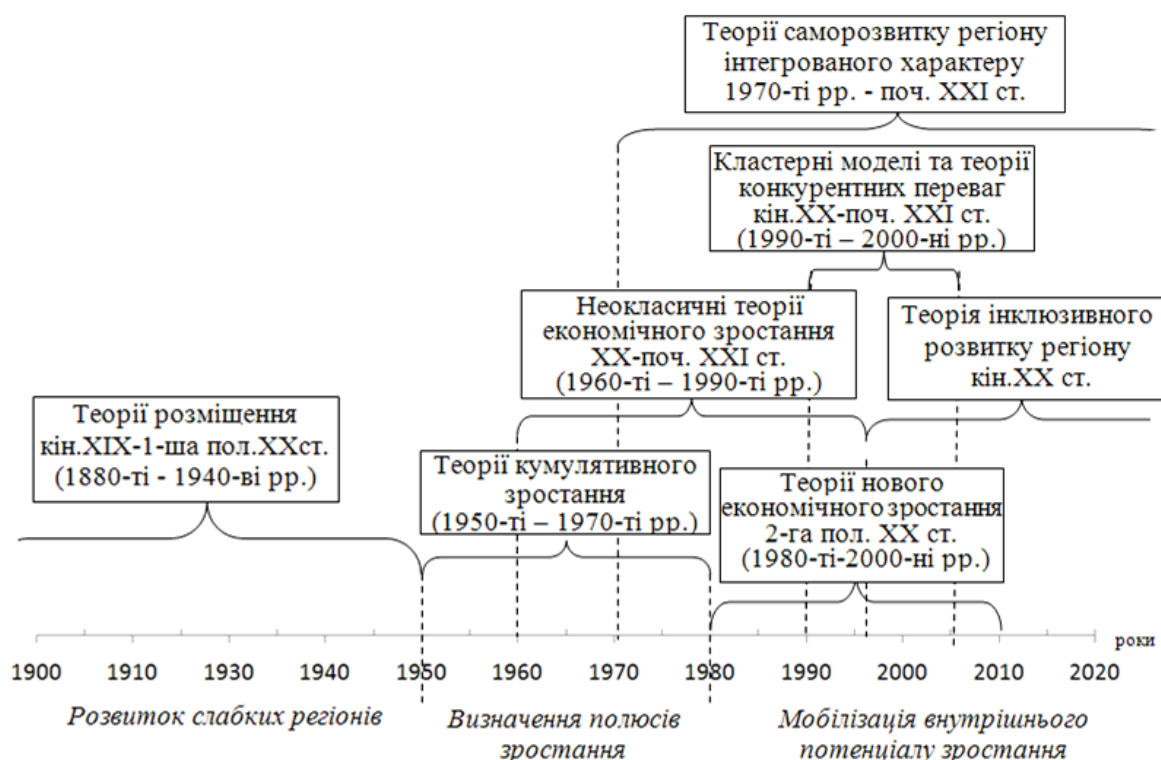 Теорії саморозвитку регіону
інтегрованого характеру
1970-ті рр. - поч. XXI ст.
Кластерні моделі та теорії
конкурентних переваг
кін.XX-поч. XXI ст.
(1990-ті – 2000-ні рр.)
Неокласичні теорії
економічного зростання
XX-поч. XXI ст.
(1960-ті – 1990-ті рр.)
Теорія інклюзивного
розвитку регіону
кін.XX ст.
Теорії розміщення
кін.XIX-1-ша пол.XXст.
(1880-ті - 1940-ві рр.)
Теорії кумулятивного
зростання
(1950-ті – 1970-ті рр.)
Теорії нового
економічного зростання
2-га пол. XX ст.
(1980-ті-2000-ні рр.)
роки
1900 1910 1930 1940 1950 1960 1970 1980 1990 2000 2010 2020
Розвиток слабких регіонів
Визначення полюсів
зростання
Мобілізація внутрішнього
потенціалу зростання